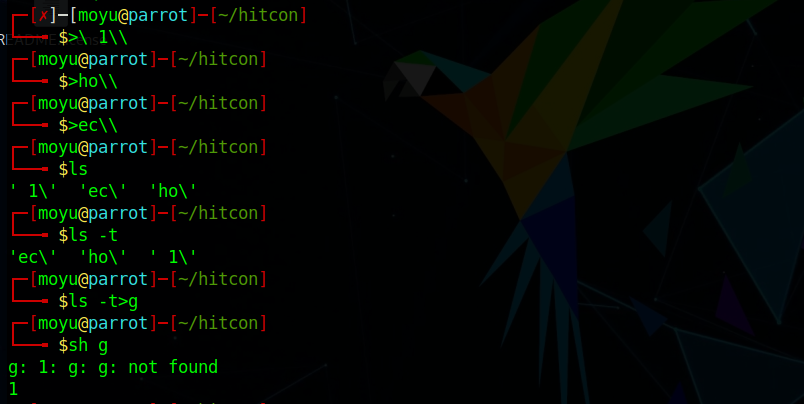 ┌─[✗]─[moyu@parrot]─[~/hitcon]
└──╼ $>\ 1\\
┌─[moyu@parrot]─[~/hitcon]
└──╼ $>ho\\
┌─[moyu@parrot]─[~/hitcon]
└──╼ $>ec\\
┌─[moyu@parrot]─[~/hitcon]
└──╼ $ls
' 1\'  'ec\'  'ho\'
┌─[moyu@parrot]─[~/hitcon]
└──╼ $ls -t
'ec\'  'ho\'  ' 1\'
┌─[moyu@parrot]─[~/hitcon]
└──╼ $ls -t>g
┌─[moyu@parrot]─[~/hitcon]
└──╼ $sh g
g: 1: g: g: not found
1